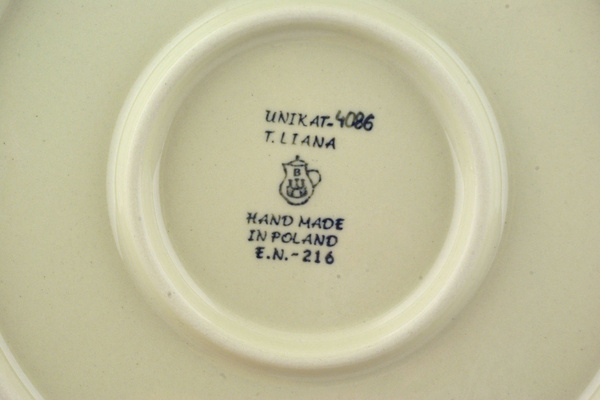 UNIKAT-4086
T. LIANA
B
HAND MADE
IN POLAND
E.N.-216